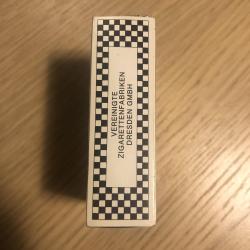 VEREINIGTE
ZIGARETTENFABRIKEN
DRESDEN GMBH